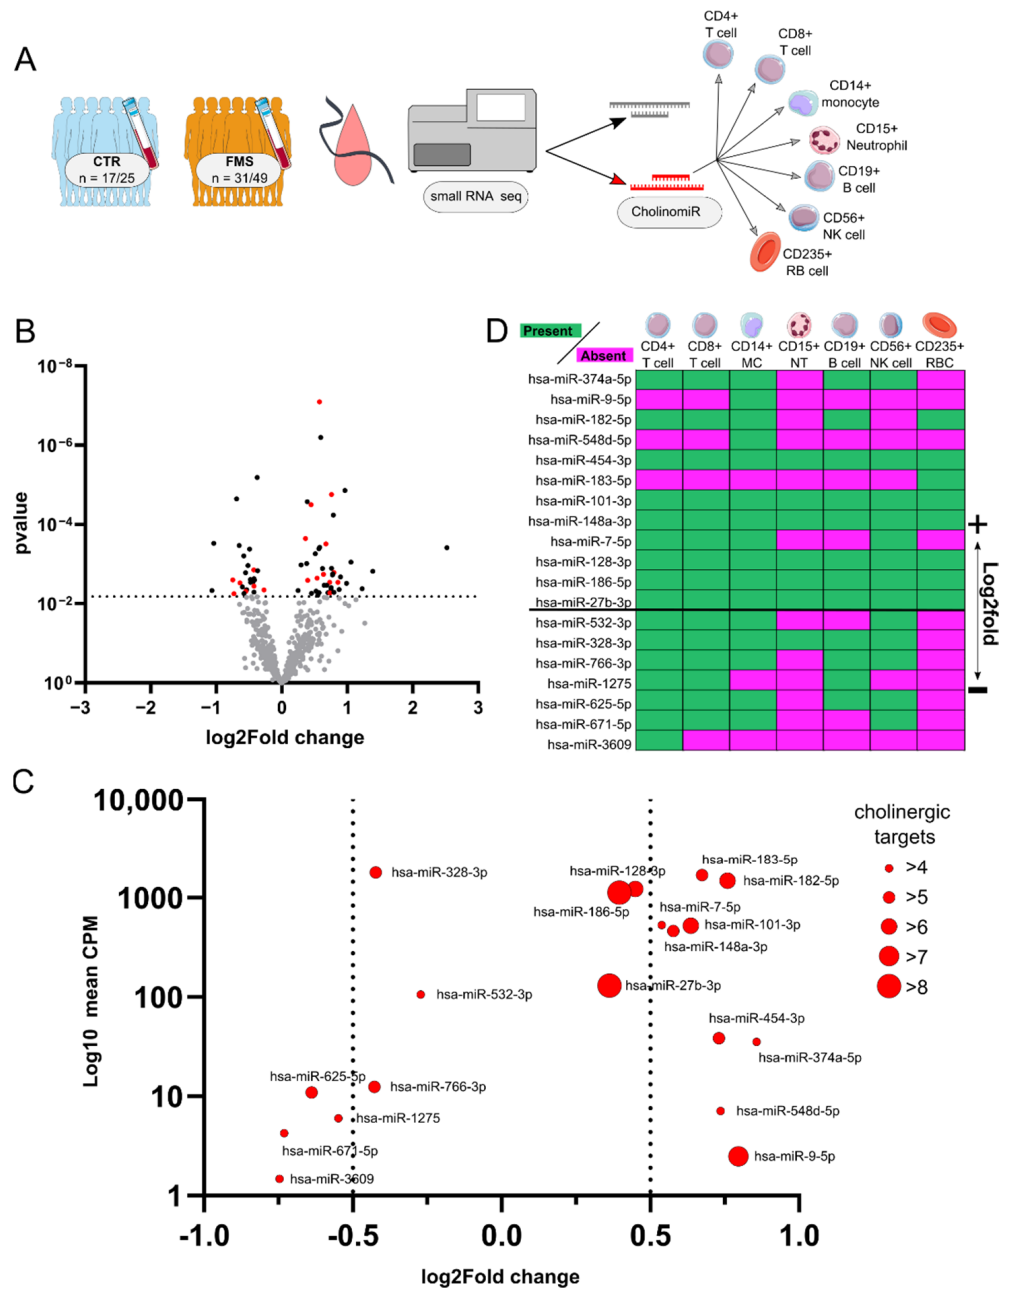 A
CTR
n = 17/25
FMS
n = 31/49
small RNA seq
CholinomiR
CD4+
T cell
CD8+
T cell
CD14+
monocyte
CD15+
Neutrophil
CD19+
B cell
CD56+
NK cell
CD235+
RB cell
B
10⁻⁸
10⁻⁶
10⁻⁴
10⁻²
10⁰
pvalue
−3
−2
−1
0
1
2
3
log2Fold change
D
Present
Absent
CD4+
T cell
CD8+
T cell
CD14+
MC
CD15+
NT
CD19+
B cell
CD56+
NK cell
CD235+
RBC
hsa-miR-374a-5p
hsa-miR-9-5p
hsa-miR-182-5p
hsa-miR-548d-5p
hsa-miR-454-3p
hsa-miR-183-5p
hsa-miR-101-3p
hsa-miR-148a-3p
hsa-miR-7-5p
hsa-miR-128-3p
hsa-miR-186-5p
hsa-miR-27b-3p
hsa-miR-532-3p
hsa-miR-328-3p
hsa-miR-766-3p
hsa-miR-1275
hsa-miR-625-5p
hsa-miR-671-5p
hsa-miR-3609
+
Log2fold
−
C
10,000
1000
100
10
1
Log10 mean CPM
hsa-miR-328-3p
hsa-miR-128-3p
hsa-miR-183-5p
hsa-miR-182-5p
hsa-miR-186-5p
hsa-miR-7-5p
hsa-miR-101-3p
hsa-miR-148a-3p
hsa-miR-532-3p
hsa-miR-27b-3p
hsa-miR-454-3p
hsa-miR-374a-5p
hsa-miR-625-5p
hsa-miR-766-3p
hsa-miR-1275
hsa-miR-548d-5p
hsa-miR-671-5p
hsa-miR-9-5p
hsa-miR-3609
-1.0
-0.5
0.0
0.5
1.0
log2Fold change
cholinergic
targets
>4
>5
>6
>7
>8